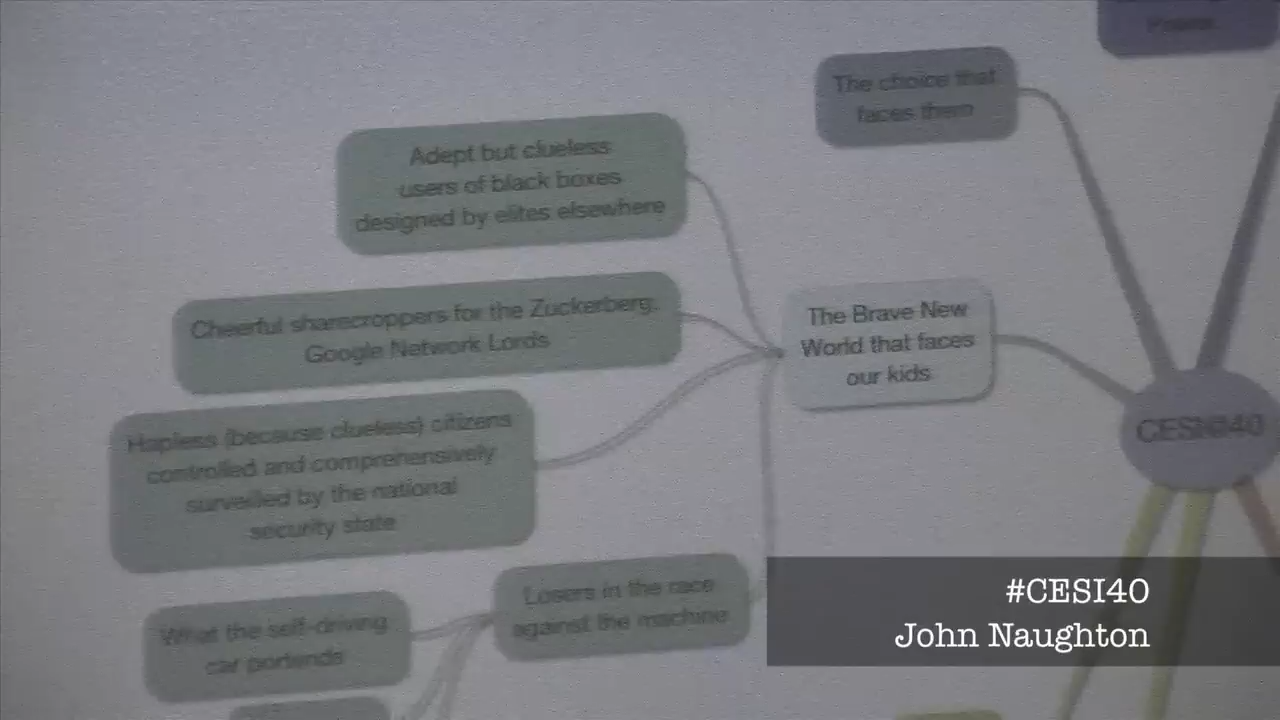 The choice that
faces them
Adept but clueless
users of black boxes
designed by elites elsewhere
Cheerful sharecroppers for the Zuckerberg,
Google Network Lords
The Brave New
World that faces
our kids
Hapless (because clueless) citizens
controlled and comprehensively
surveilled by the national
security state
Losers in the race
against the machine
What the self-driving
car portends
#CESI40
John Naughton